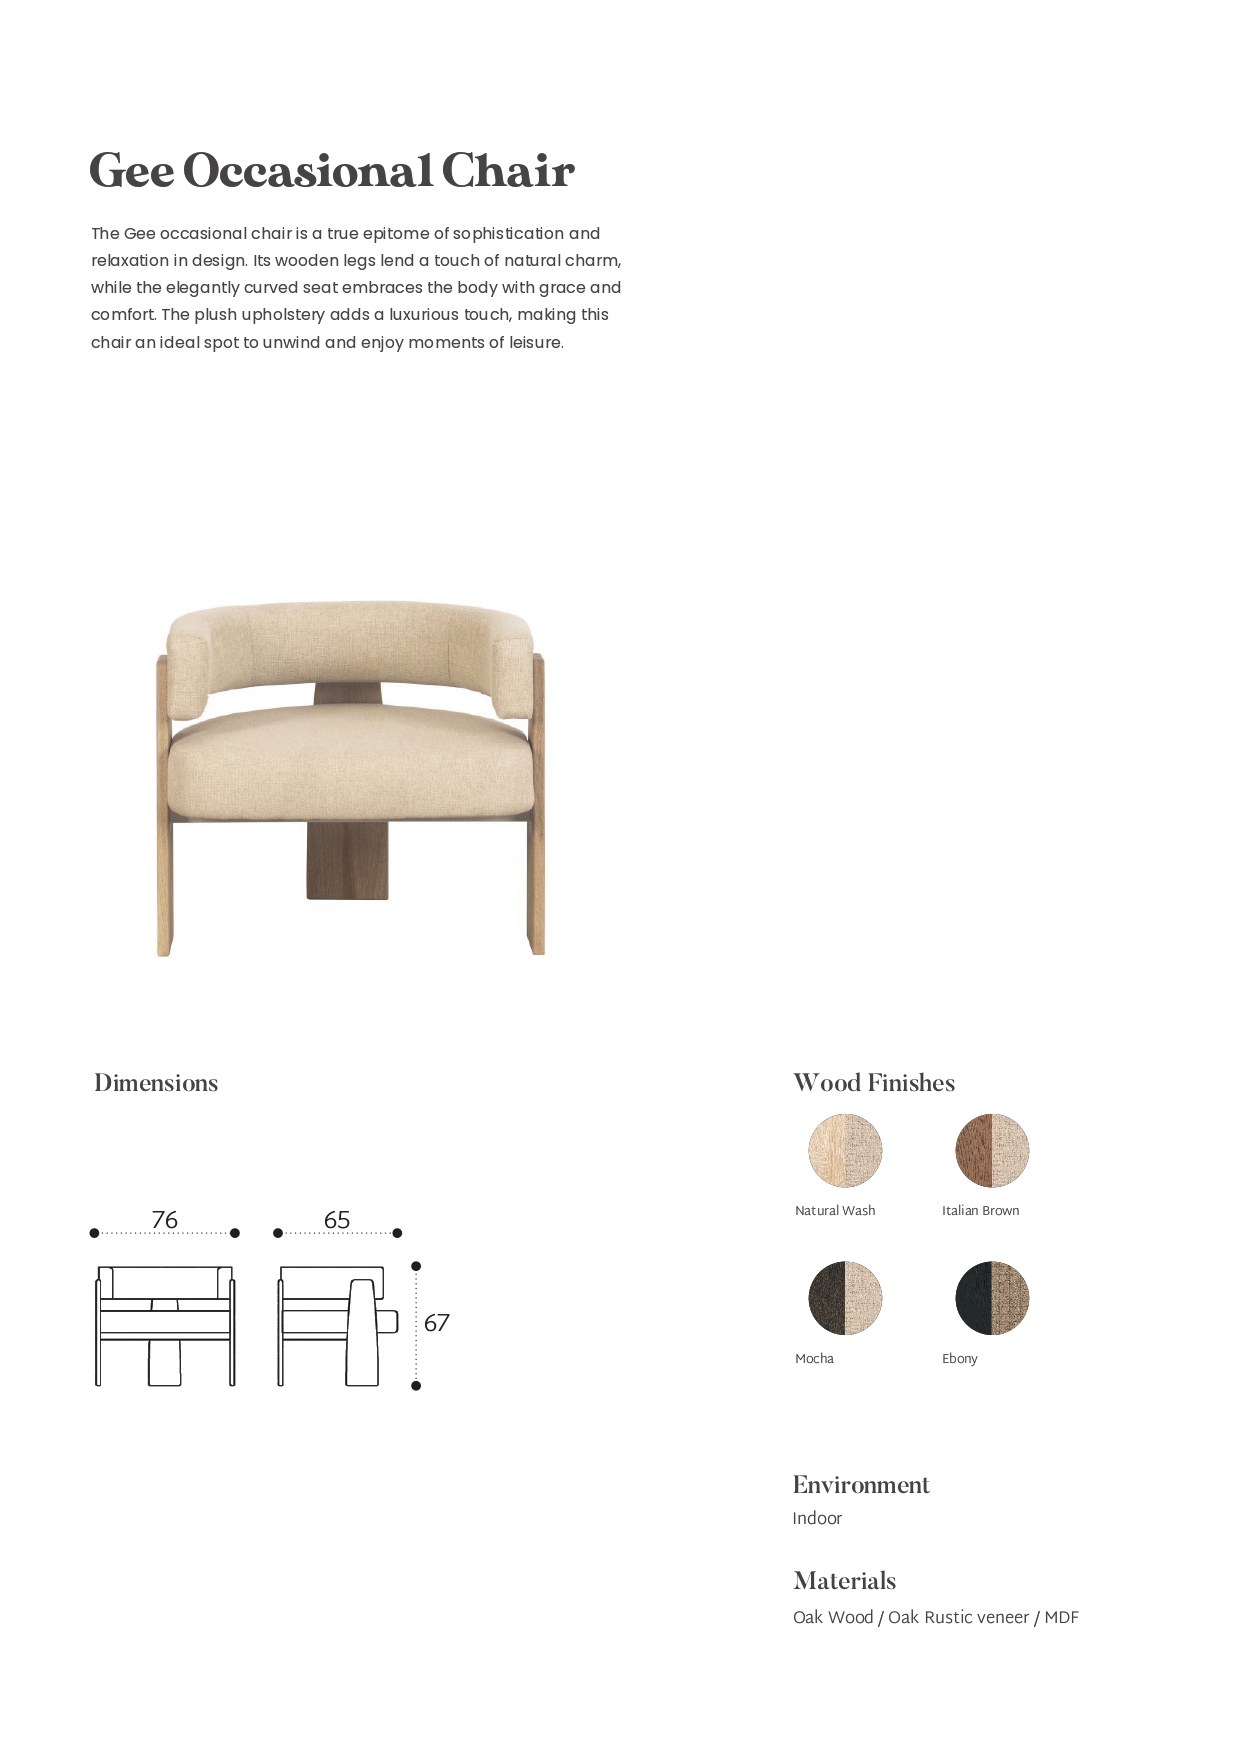 Gee Occasional Chair
The Gee occasional chair is a true epitome of sophistication and
relaxation in design. Its wooden legs lend a touch of natural charm,
while the elegantly curved seat embraces the body with grace and
comfort. The plush upholstery adds a luxurious touch, making this
chair an ideal spot to unwind and enjoy moments of leisure.
Dimensions
76
65
67
Wood Finishes
Natural Wash
Italian Brown
Mocha
Ebony
Environment
Indoor
Materials
Oak Wood / Oak Rustic veneer / MDF